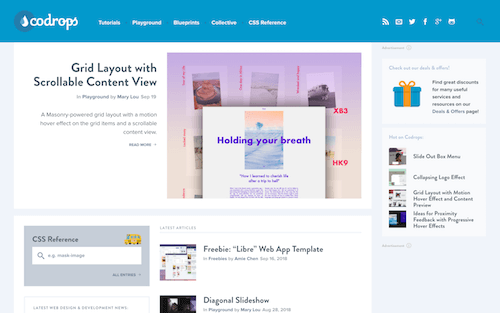 codrops
Tutorials Playground Blueprints Collective CSS Reference
Advertisement
Grid Layout with
Scrollable Content View
In Playground by Mary Lou Sep 19
A Masonry-powered grid layout with a motion
hover effect on the grid items and a scrollable
content view.
READ MORE
XB3
Holding your breath
"How I learned to cherish life
after a trip to hell"
HK9
Check out our deals & offers!
Find great discounts
for many useful
services and
resources on our
Deals & Offers page!
Hot on Codrops:
Slide Out Box Menu
Collapsing Logo Effect
Grid Layout with Motion
Hover Effect and Content
Preview
Ideas for Proximity
Feedback with Progressive
Hover Effects
Advertisement
CSS Reference
e.g. mask-image
ALL ENTRIES
LATEST WEB DESIGN & DEVELOPMENT NEWS,
LATEST ARTICLES
Freebie: “Libre” Web App Template
In Freebies by Amie Chen Sep 16, 2018
Diagonal Slideshow
In Playground by Mary Lou Aug 28, 2018